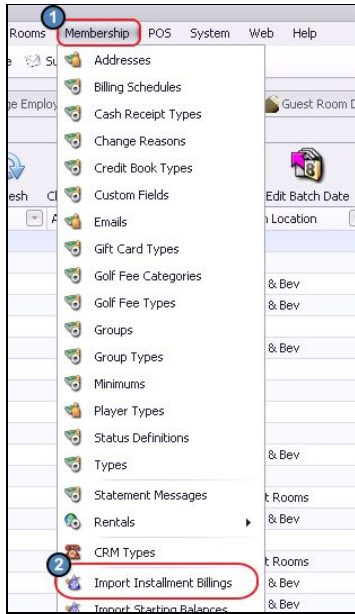 1
Rooms Membership POS System Web Help
Addresses
Billing Schedules
ge Employ Guest Room D
Cash Receipt Types
Change Reasons
Credit Book Types
esh Custom Fields Edit Batch Date
Emails n Location
Gift Card Types
Golf Fee Categories & Bev
Golf Fee Types & Bev
Groups
Group Types & Bev
Minimums
Player Types
Status Definitions
Types & Bev
Statement Messages t Rooms
Rentals & Bev
2
CRM Types t Rooms
Import Installment Billings & Bev
Import Starting Balances & Bev